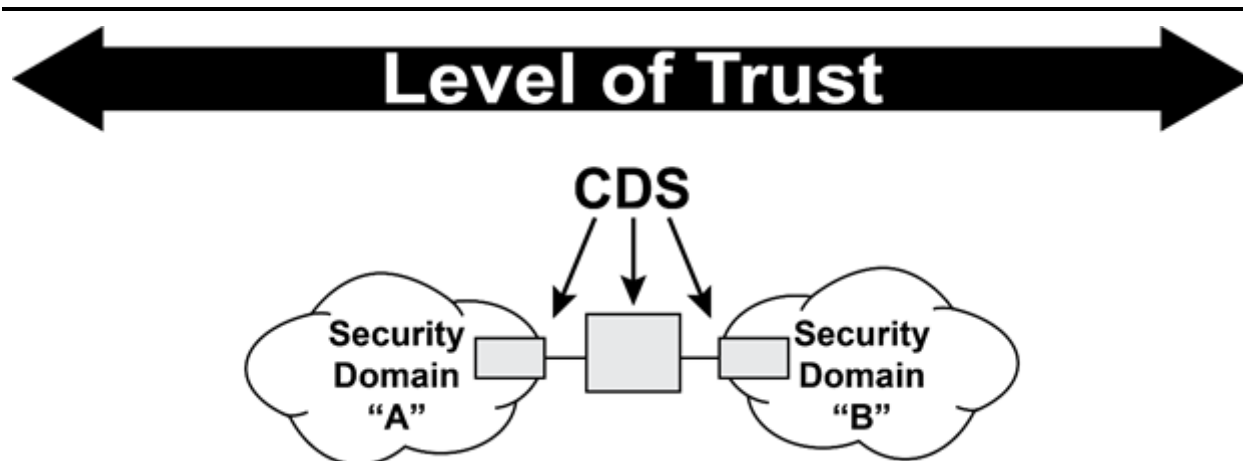 Level of Trust
CDS
Security
Domain
“A”
Security
Domain
“B”